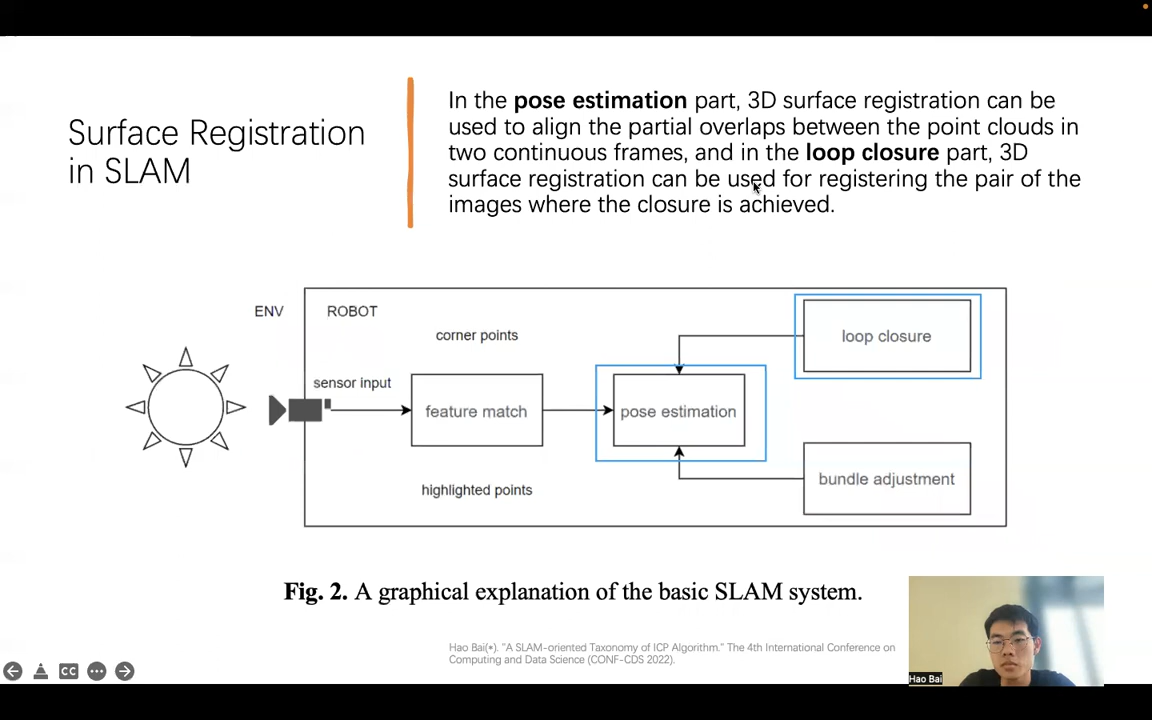 Surface Registration
in SLAM
In the pose estimation part, 3D surface registration can be
used to align the partial overlaps between the point clouds in
two continuous frames, and in the loop closure part, 3D
surface registration can be used for registering the pair of the
images where the closure is achieved.
ENV
ROBOT
corner points
loop closure
sensor input
feature match
pose estimation
highlighted points
bundle adjustment
Fig. 2. A graphical explanation of the basic SLAM system.
Hao Bai(*). "A SLAM-oriented Taxonomy of ICP Algorithm." The 4th International Conference on
Computing and Data Science (CONF-CDS 2022).
CC
Hao Bai